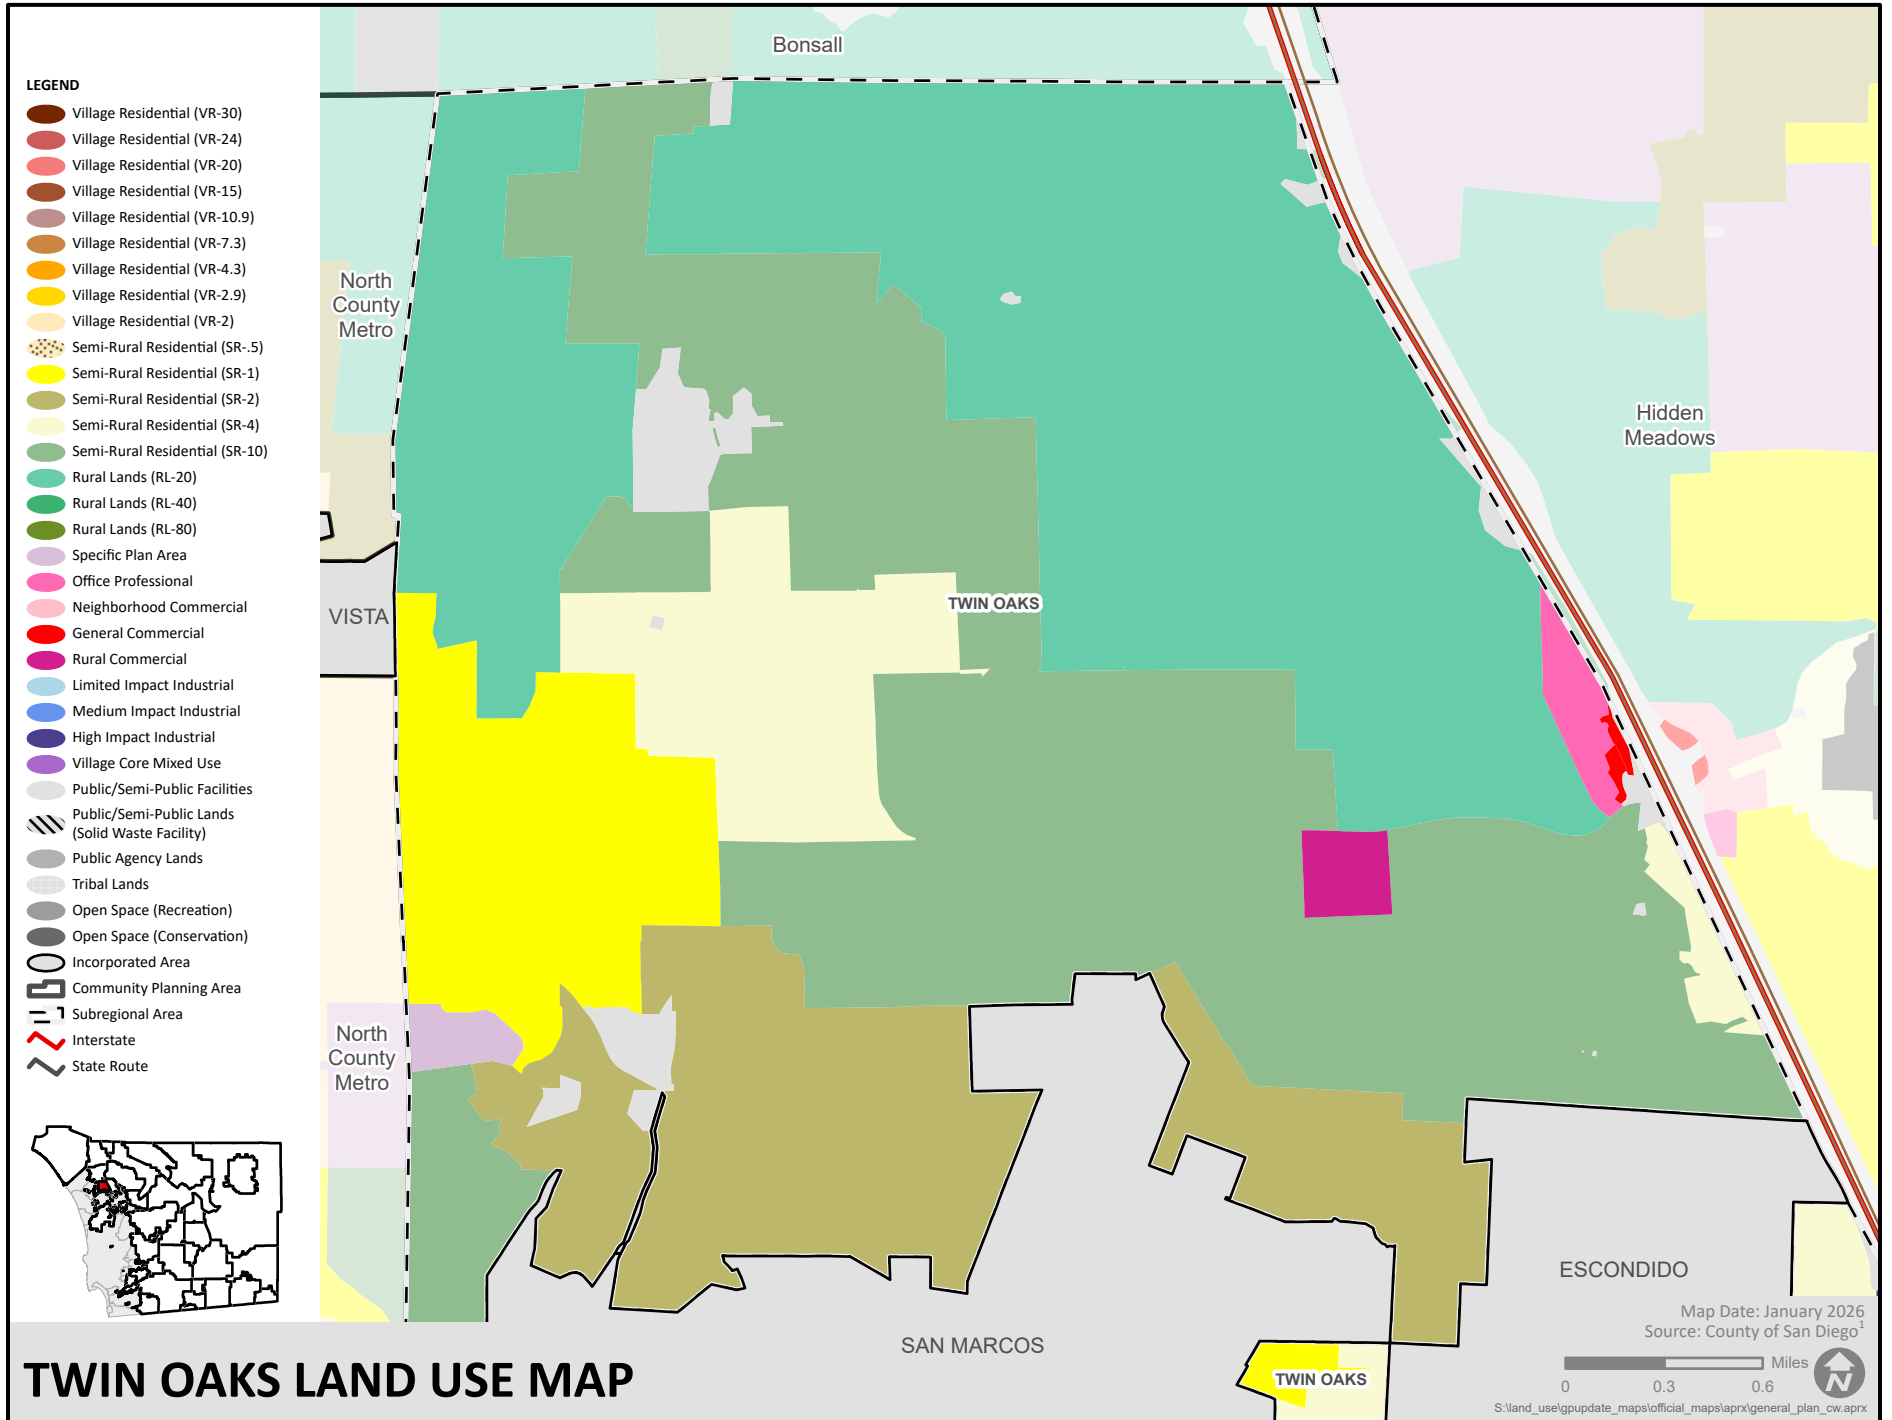 Bonsall
LEGEND
Village Residential (VR-30)
Village Residential (VR-24)
Village Residential (VR-20)
Village Residential (VR-15)
Village Residential (VR-10.9)
Village Residential (VR-7.3)
Village Residential (VR-4.3)
Village Residential (VR-2.9)
Village Residential (VR-2)
Semi-Rural Residential (SR-.5)
Semi-Rural Residential (SR-1)
Semi-Rural Residential (SR-2)
Semi-Rural Residential (SR-4)
Semi-Rural Residential (SR-10)
Rural Lands (RL-20)
Rural Lands (RL-40)
Rural Lands (RL-80)
Specific Plan Area
Office Professional
Neighborhood Commercial
General Commercial
Rural Commercial
Limited Impact Industrial
Medium Impact Industrial
High Impact Industrial
Village Core Mixed Use
Public/Semi-Public Facilities
Public/Semi-Public Lands
(Solid Waste Facility)
Public Agency Lands
Tribal Lands
Open Space (Recreation)
Open Space (Conservation)
Incorporated Area
Community Planning Area
Subregional Area
Interstate
State Route
North
County
Metro
Hidden
Meadows
VISTA
TWIN OAKS
North
County
Metro
ESCONDIDO
SAN MARCOS
TWIN OAKS
Map Date: January 2026
Source: County of San Diego1
Miles
0 0.3 0.6
S:\land_use\gpupdate_maps\official_maps\aprx\general_plan_cw.aprx
N
TWIN OAKS LAND USE MAP